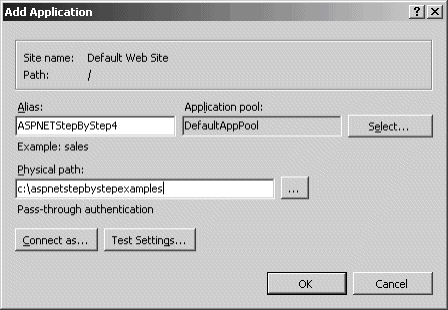 Add Application
Site name: Default Web Site
Path: /
Alias: Application pool:
ASPNETStepByStep4 DefaultAppPool Select...
Example: sales
Physical path:
c:\aspnetstepbystepexamples ...
Pass-through authentication
Connect as... Test Settings...
OK Cancel